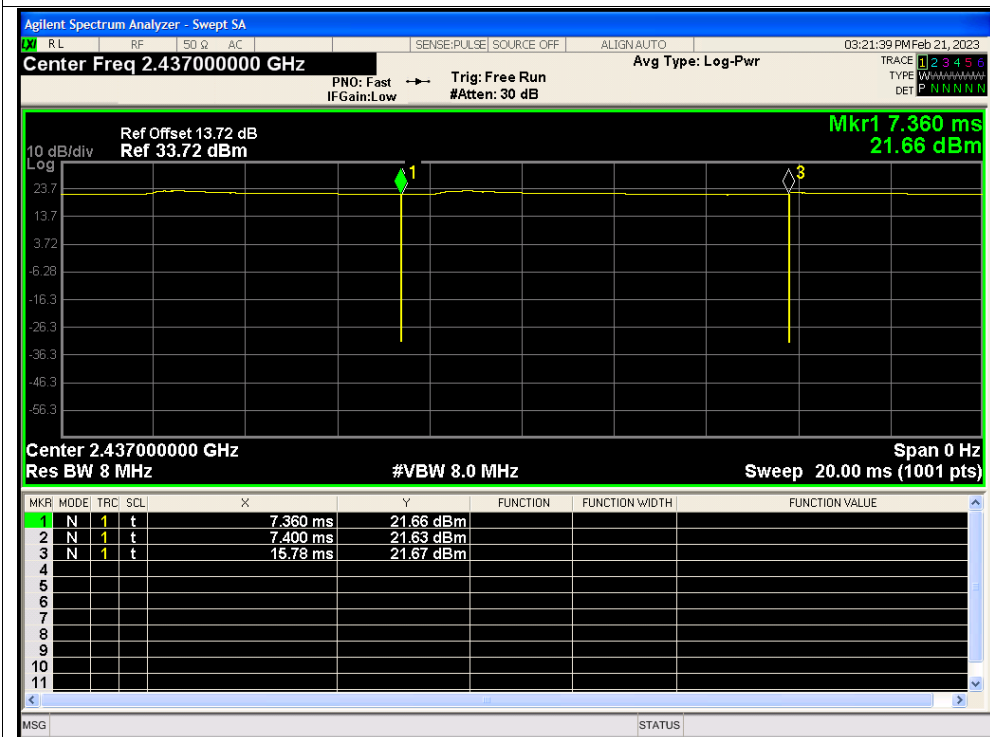 Agilent Spectrum Analyzer - Swept SA
LXI RL RF 50 Ω AC SENSE:PULSE SOURCE OFF ALIGN AUTO 03:21:39 PM Feb 21, 2023
Center Freq 2.437000000 GHz Avg Type: Log-Pwr TRACE 1 2 3 4 5 6
PNO: Fast Trig: Free Run TYPE W
IFGain:Low #Atten: 30 dB DET P N N N N N
Mkr1 7.360 ms
Ref Offset 13.72 dB
10 dB/div Ref 33.72 dBm 21.66 dBm
Log
1 3
23.7
13.7
3.72
-6.28
-16.3
-26.3
-36.3
-46.3
-56.3
Center 2.437000000 GHz Span 0 Hz
Res BW 8 MHz #VBW 8.0 MHz Sweep 20.00 ms (1001 pts)
MKR MODE TRC SCL X Y FUNCTION FUNCTION WIDTH FUNCTION VALUE
1 N 1 t 7.360 ms 21.66 dBm
2 N 1 t 7.400 ms 21.63 dBm
3 N 1 t 15.78 ms 21.67 dBm
4
5
6
7
8
9
10
11
MSG STATUS